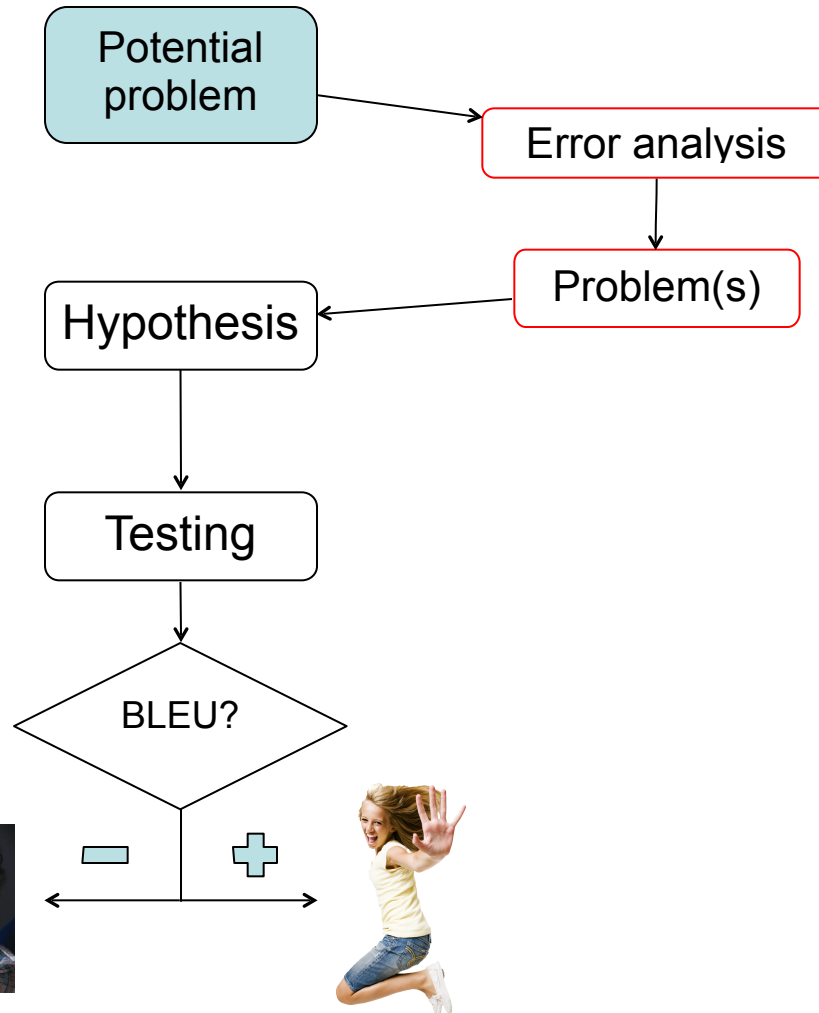 Potential
problem
Error analysis
Problem(s)
Hypothesis
Testing
BLEU?